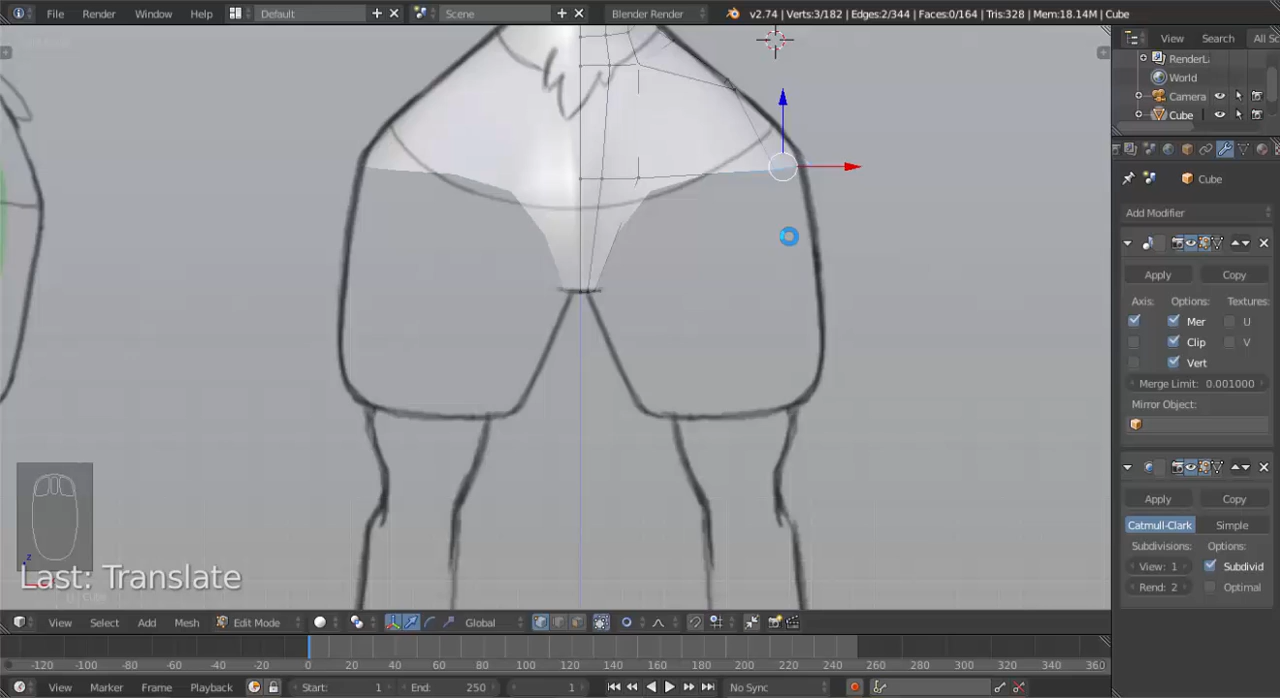 File Render Window Help Default Scene Blender Render v2.74 | Verts:3/182 | Edges:2/344 | Faces:0/164 | Tris:328 | Mem:18.14M | Cube
View Search All Sc
RenderL
World
Camera
Cube
Cube
Add Modifier
Apply Copy
Axis: Options: Textures:
Mer U
Clip V
Vert
Merge Limit: 0.001000
Mirror Object:
Apply Copy
Catmull-Clark Simple
Subdivisions: Options:
View: 1 Subdivid
Rend: 2 Optimal
Last: Translate
View Select Add Mesh Edit Mode Global
-120 -100 -80 -60 -40 -20 0 20 40 60 80 100 120 140 160 180 200 220 240 260 280 300 320 340 360
View Marker Frame Playback Start: 1 End: 250 1 No Sync